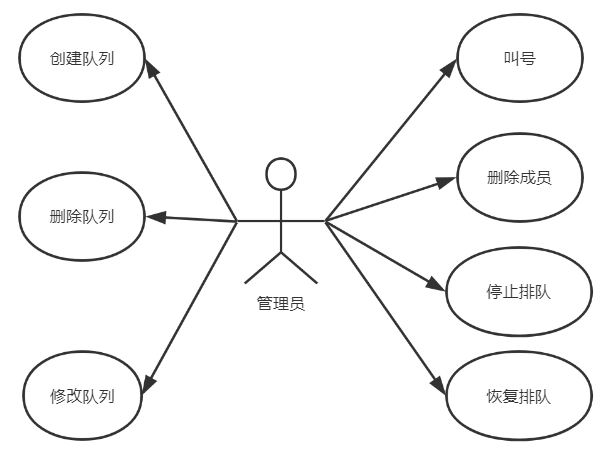 创建队列
叫号
删除队列
删除成员
管理员
停止排队
修改队列
恢复排队